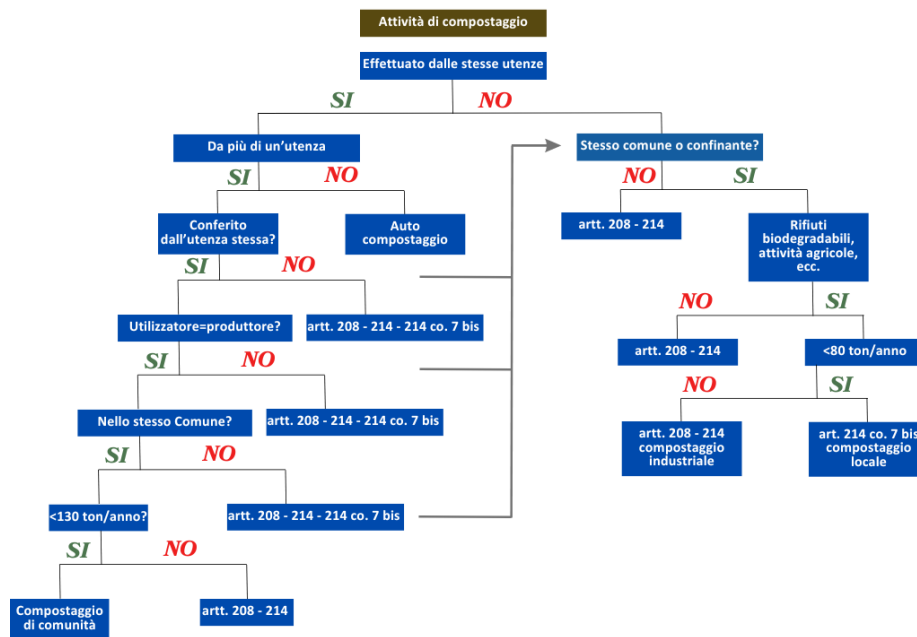 Attività di compostaggio
Effettuato dalle stesse utenze
SI
NO
Da più di un'utenza
Stesso comune o confinante?
SI
NO
NO
SI
Conferito
dall'utenza stessa?
Auto
compostaggio
artt. 208 - 214
Rifiuti
biodegradabili,
attività agricole,
ecc.
SI
NO
NO
SI
Utilizzatore=produttore?
artt. 208 - 214 - 214 co. 7 bis
artt. 208 - 214
<80 ton/anno
SI
NO
NO
SI
Nello stesso Comune?
artt. 208 - 214 - 214 co. 7 bis
artt. 208 - 214
compostaggio
industriale
art. 214 co. 7 bis
compostaggio
locale
SI
NO
<130 ton/anno?
artt. 208 - 214 - 214 co. 7 bis
SI
NO
Compostaggio
di comunità
artt. 208 - 214